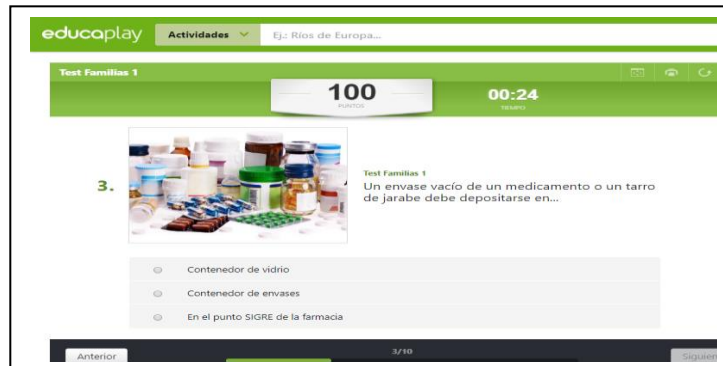 educaplay
Actividades
Ej.: Ríos de Europa...
Test Familias 1
100
PUNTOS
00:24
TIEMPO
3.
Test Familias 1
Un envase vacío de un medicamento o un tarro
de jarabe debe depositarse en...
Contenedor de vidrio
Contenedor de envases
En el punto SIGRE de la farmacia
Anterior
3/10
Siguien